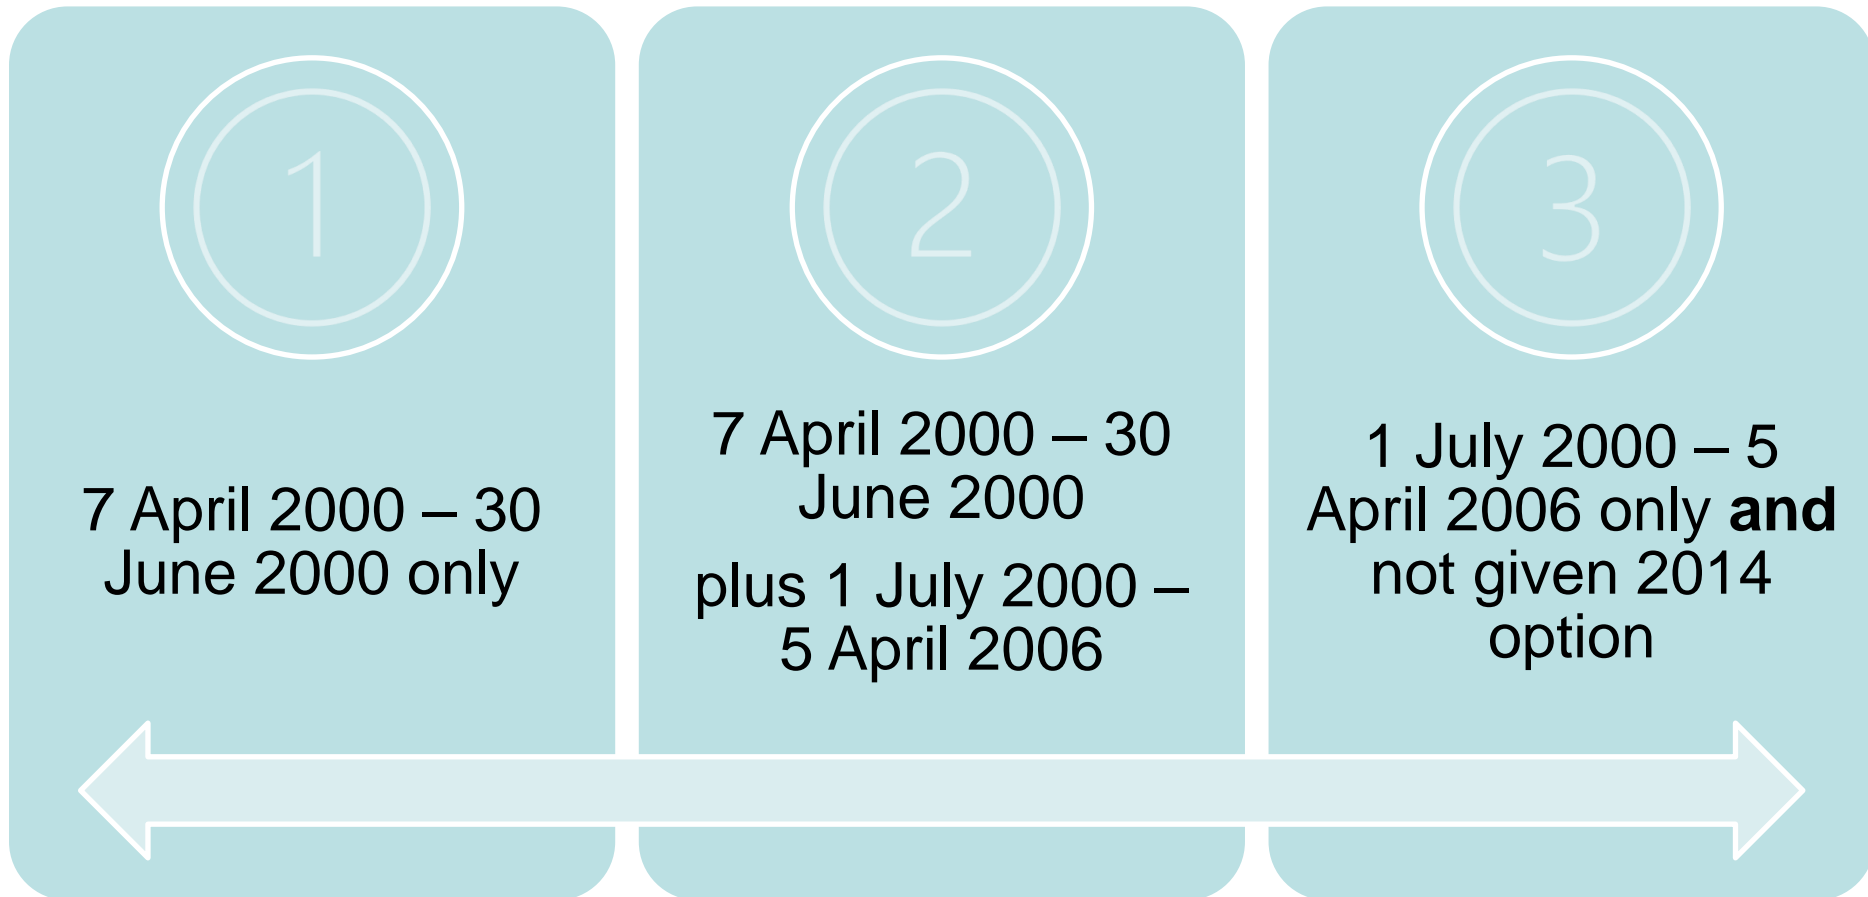 1
7 April 2000 – 30
June 2000 only
2
7 April 2000 – 30
June 2000
plus 1 July 2000 –
5 April 2006
3
1 July 2000 – 5
April 2006 only and
not given 2014
option